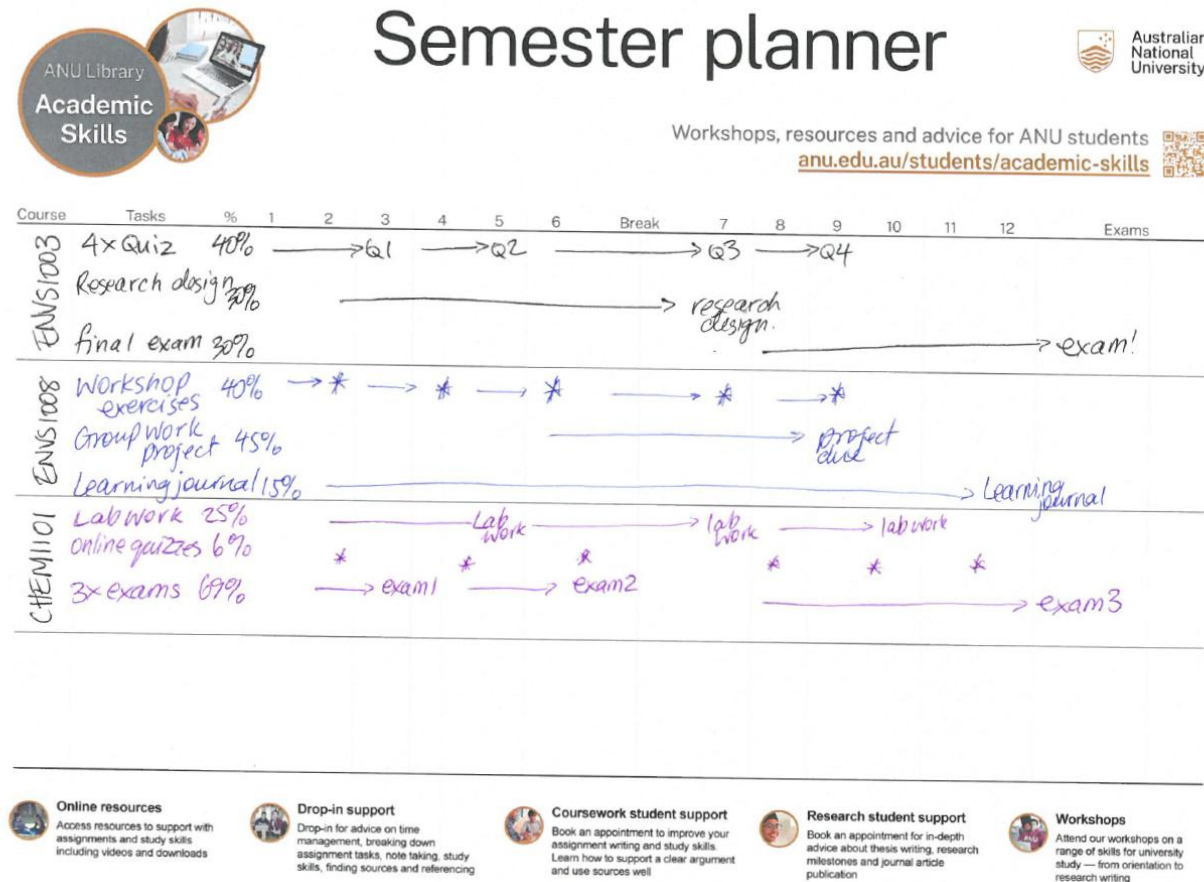 Semester planner
ANU Library
Academic
Skills
Australian
National
University
Workshops, resources and advice for ANU students
anu.edu.au/students/academic-skills
Course Tasks % 1 2 3 4 5 6 Break 7 8 9 10 11 12 Exams
ENVS1003
4x Quiz 40% Q1 Q2 Q3 Q4
Research design 30% research
design.
final exam 30% exam!
ENVS1008
Workshop 40% * * * * *
exercises
Group work
project 45% project
due
Learning journal 15% Learning
journal
CHEM1101
Lab work 25% Lab
work lab
work lab work
online quizzes 6% * * * * * *
3x exams 69% exam1 exam2 exam3
Online resources
Access resources to support with
assignments and study skills
including videos and downloads
Drop-in support
Drop-in for advice on time
management, breaking down
assignment tasks, note taking, study
skills, finding sources and referencing
Coursework student support
Book an appointment to improve your
assignment writing and study skills.
Learn how to support a clear argument
and use sources well
Research student support
Book an appointment for in-depth
advice about thesis writing, research
milestones and journal article
publication
Workshops
Attend our workshops on a
range of skills for university
study — from orientation to
research writing